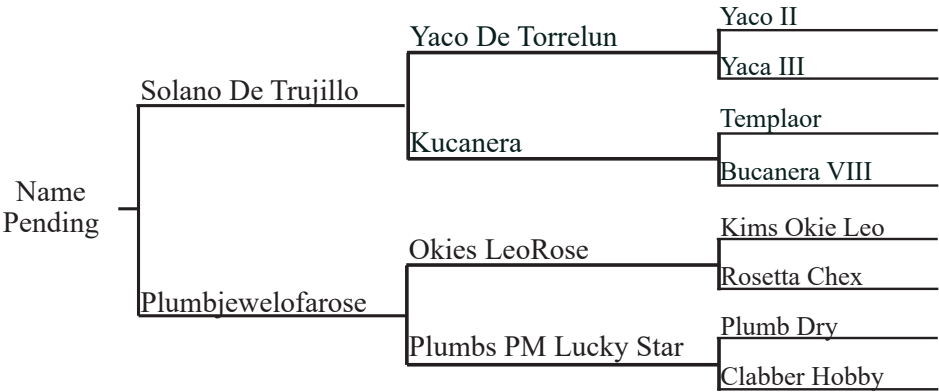 Yaco II
Yaco De Torrelun
Yaca III
Solano De Trujillo
Templaor
Kucanera
Bucanera VIII
Name
Pending
Kims Okie Leo
Okies LeoRose
Rosetta Chex
Plumbjewelofarose
Plumb Dry
Plumbs PM Lucky Star
Clabber Hobby